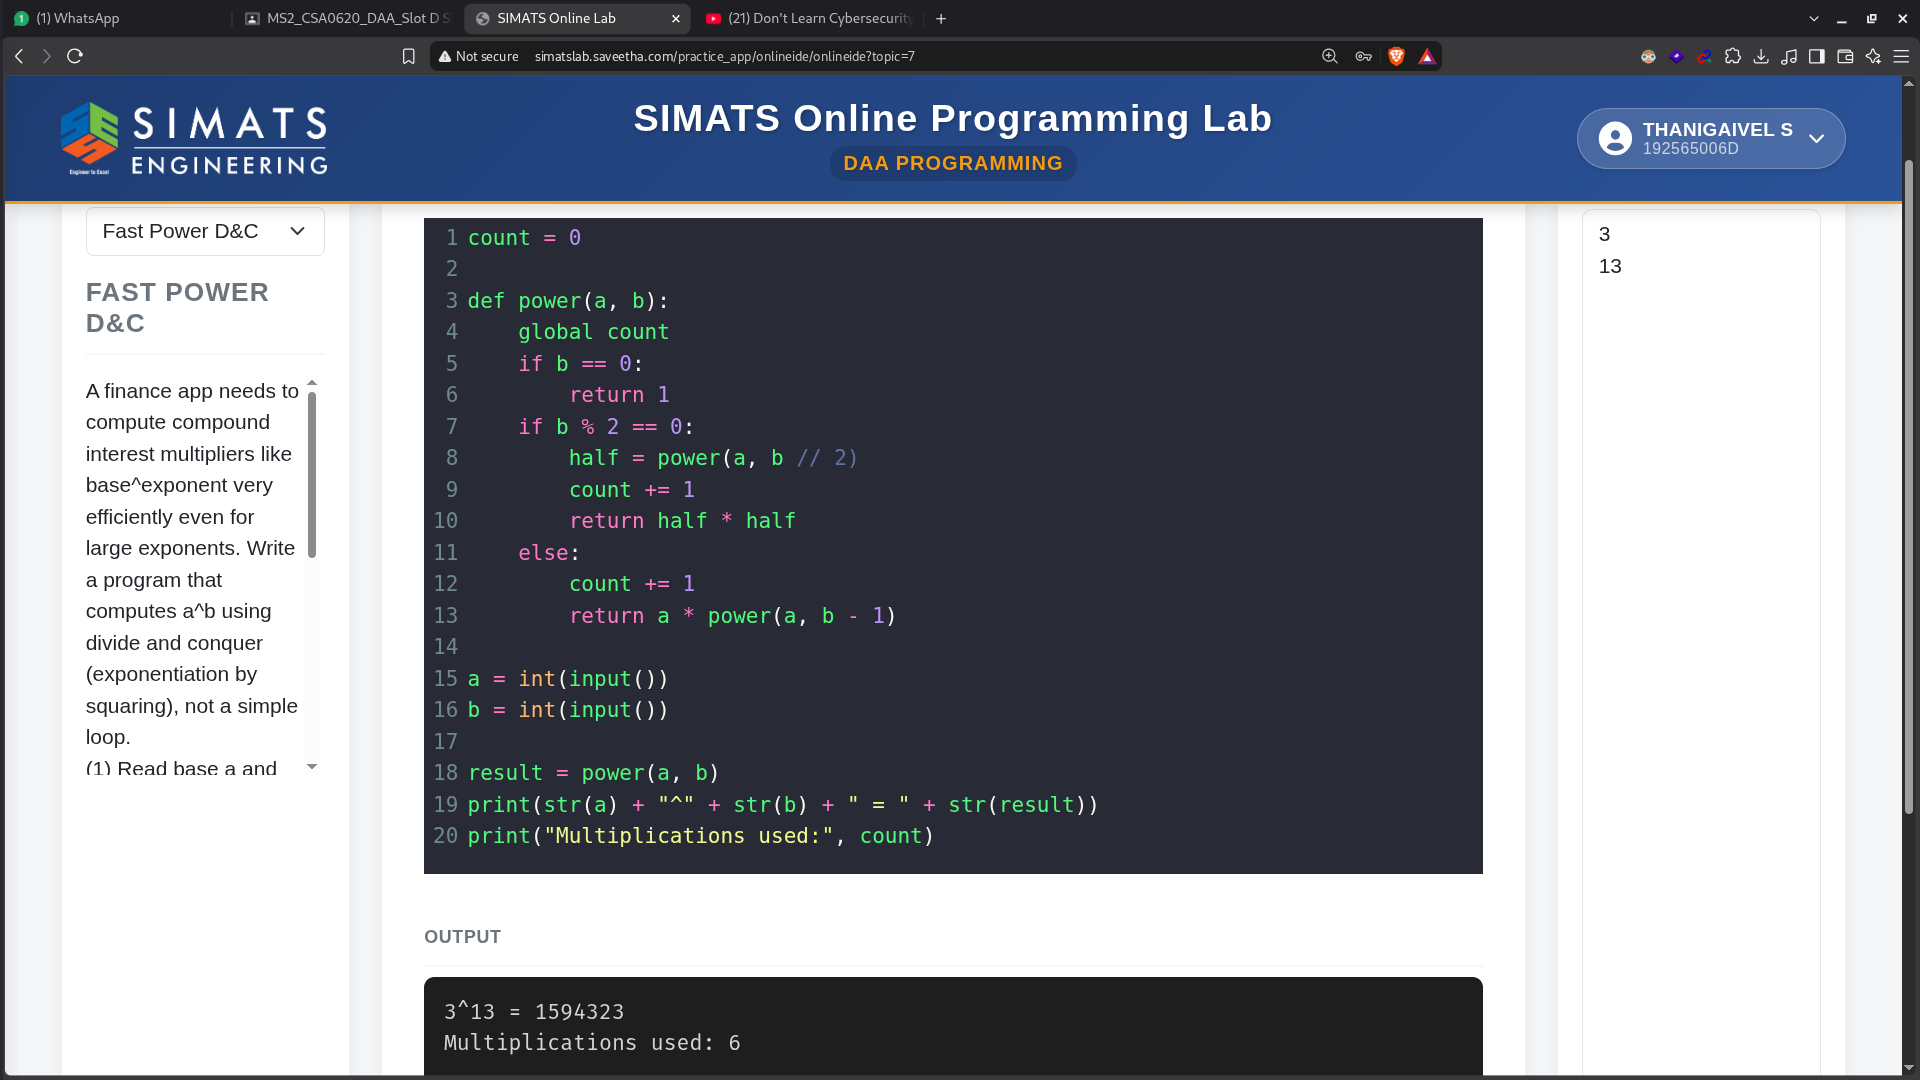 (1) WhatsApp
MS2_CSA0620_DAA_Slot D S
SIMATS Online Lab
(21) Don't Learn Cybersecurity
Not secure simatslab.saveetha.com/practice_app/onlineide/onlineide?topic=7
SIMATS
ENGINEERING
Engineer to Excel
SIMATS Online Programming Lab
DAA PROGRAMMING
THANIGAIVEL S
192565006D
Fast Power D&C
FAST POWER
D&C
A finance app needs to
compute compound
interest multipliers like
base^exponent very
efficiently even for
large exponents. Write
a program that
computes a^b using
divide and conquer
(exponentiation by
squaring), not a simple
loop.
(1) Read base a and
1 count = 0
2
3 def power(a, b):
4     global count
5     if b == 0:
6         return 1
7     if b % 2 == 0:
8         half = power(a, b // 2)
9         count += 1
10         return half * half
11     else:
12         count += 1
13         return a * power(a, b - 1)
14
15 a = int(input())
16 b = int(input())
17
18 result = power(a, b)
19 print(str(a) + "^" + str(b) + " = " + str(result))
20 print("Multiplications used:", count)
OUTPUT
3^13 = 1594323
Multiplications used: 6
3
13